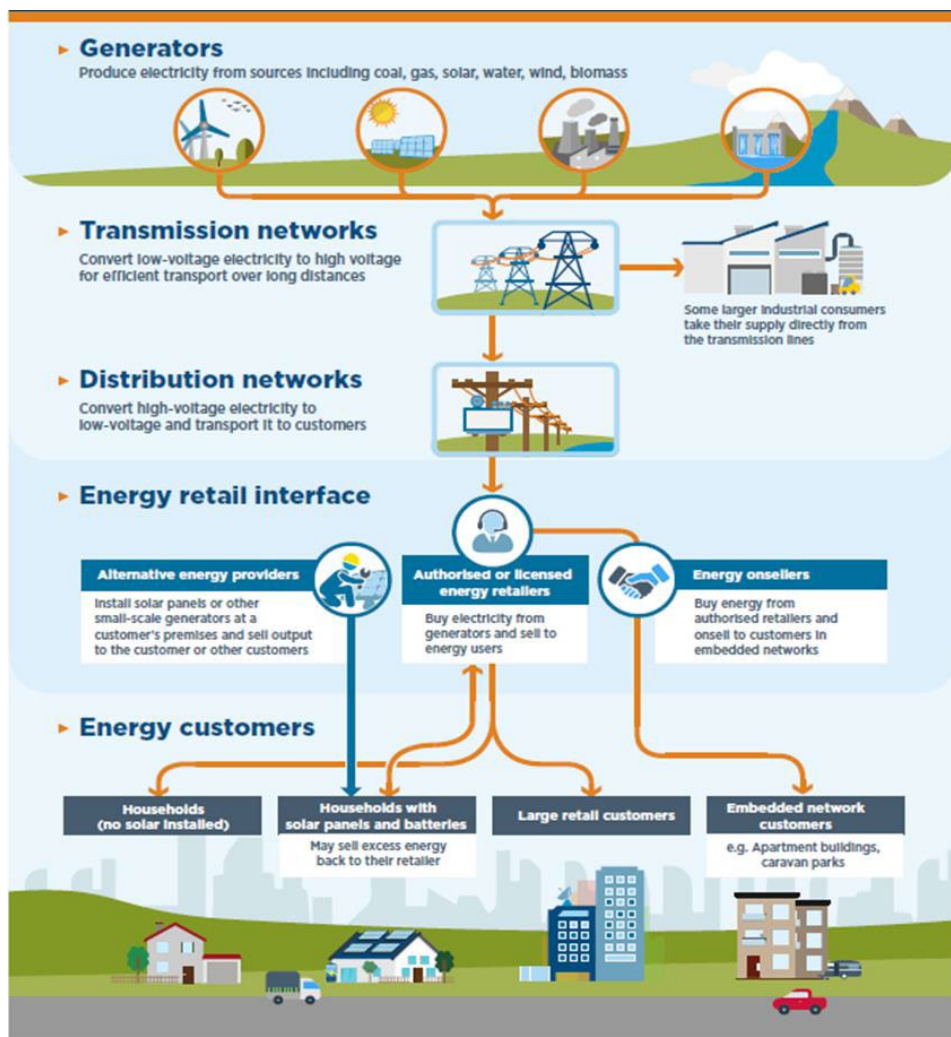 Generators
Produce electricity from sources including coal, gas, solar, water, wind, biomass
Transmission networks
Convert low-voltage electricity to high voltage
for efficient transport over long distances
Some larger industrial consumers
take their supply directly from
the transmission lines
Distribution networks
Convert high-voltage electricity to
low-voltage and transport it to customers
Energy retail interface
Alternative energy providers
Install solar panels or other
small-scale generators at a
customer's premises and sell output
to the customer or other customers
Authorised or licensed
energy retailers
Buy electricity from
generators and sell to
energy users
Energy onsellers
Buy energy from
authorised retailers and
onsell to customers in
embedded networks
Energy customers
Households
(no solar installed)
Households with
solar panels and batteries
May sell excess energy
back to their retailer
Large retail customers
Embedded network
customers
e.g. Apartment buildings,
caravan parks